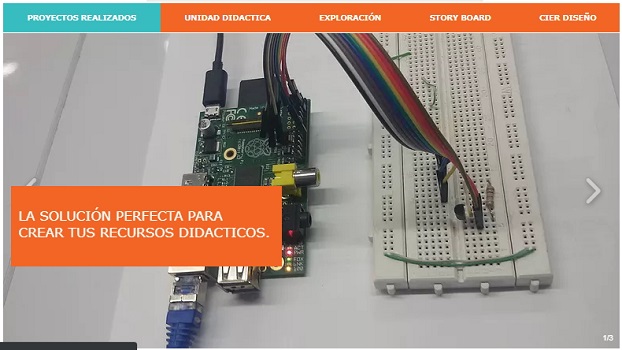 PROYECTOS REALIZADOS
UNIDAD DIDACTICA
EXPLORACIÓN
STORY BOARD
CIER DISEÑO
LA SOLUCIÓN PERFECTA PARA
CREAR TUS RECURSOS DIDACTICOS.
1/3